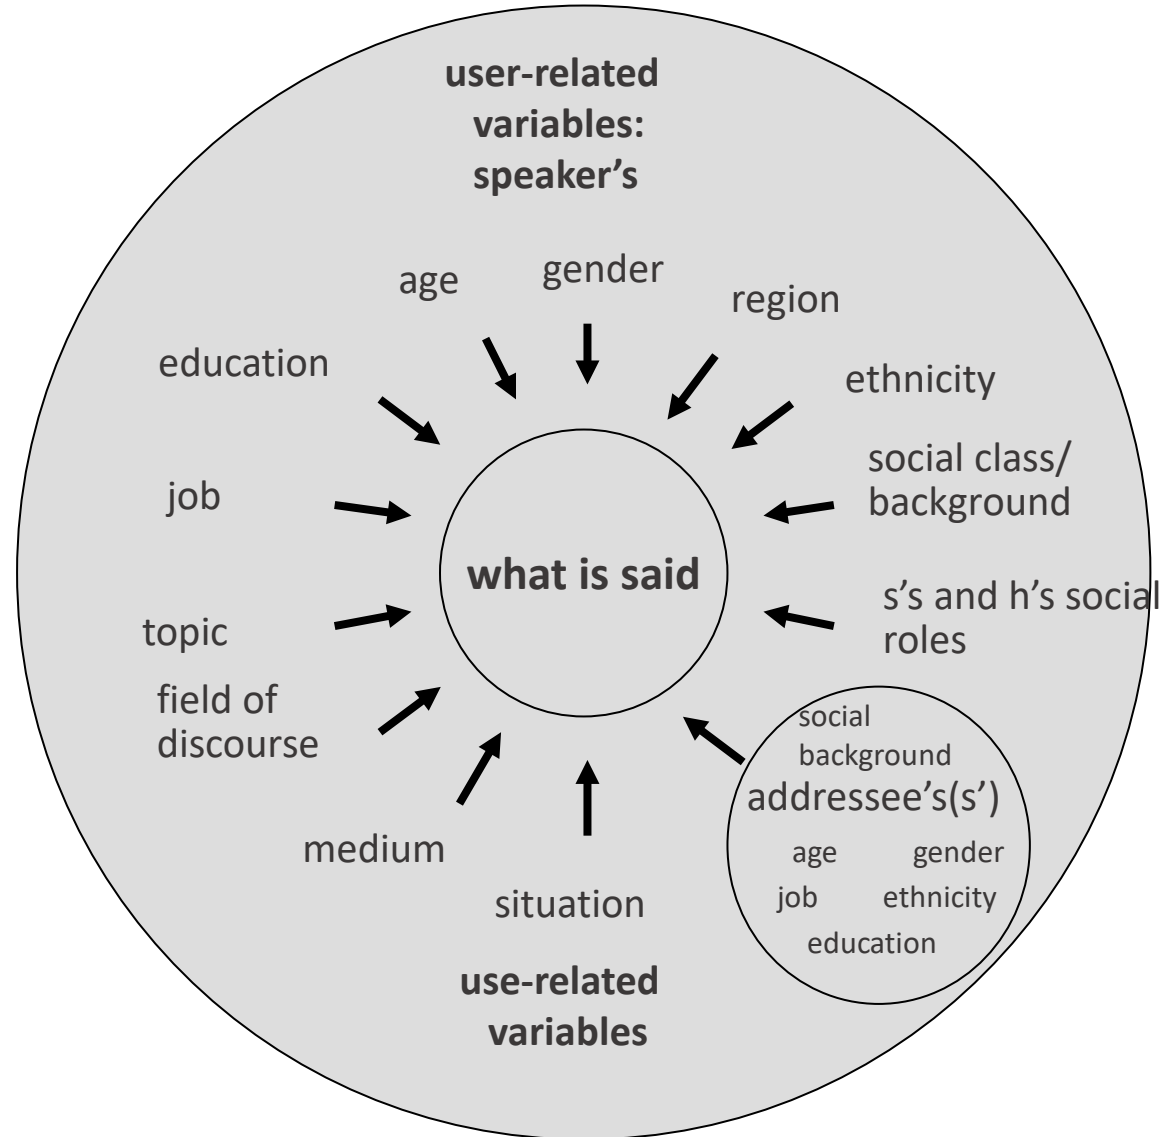 user-related
variables:
speaker’s
age
gender
region
education
ethnicity
social class/
background
job
what is said
s’s and h’s social
roles
topic
field of
discourse
social
background
addressee’s(s’)
age gender
job ethnicity
education
medium
situation
use-related
variables